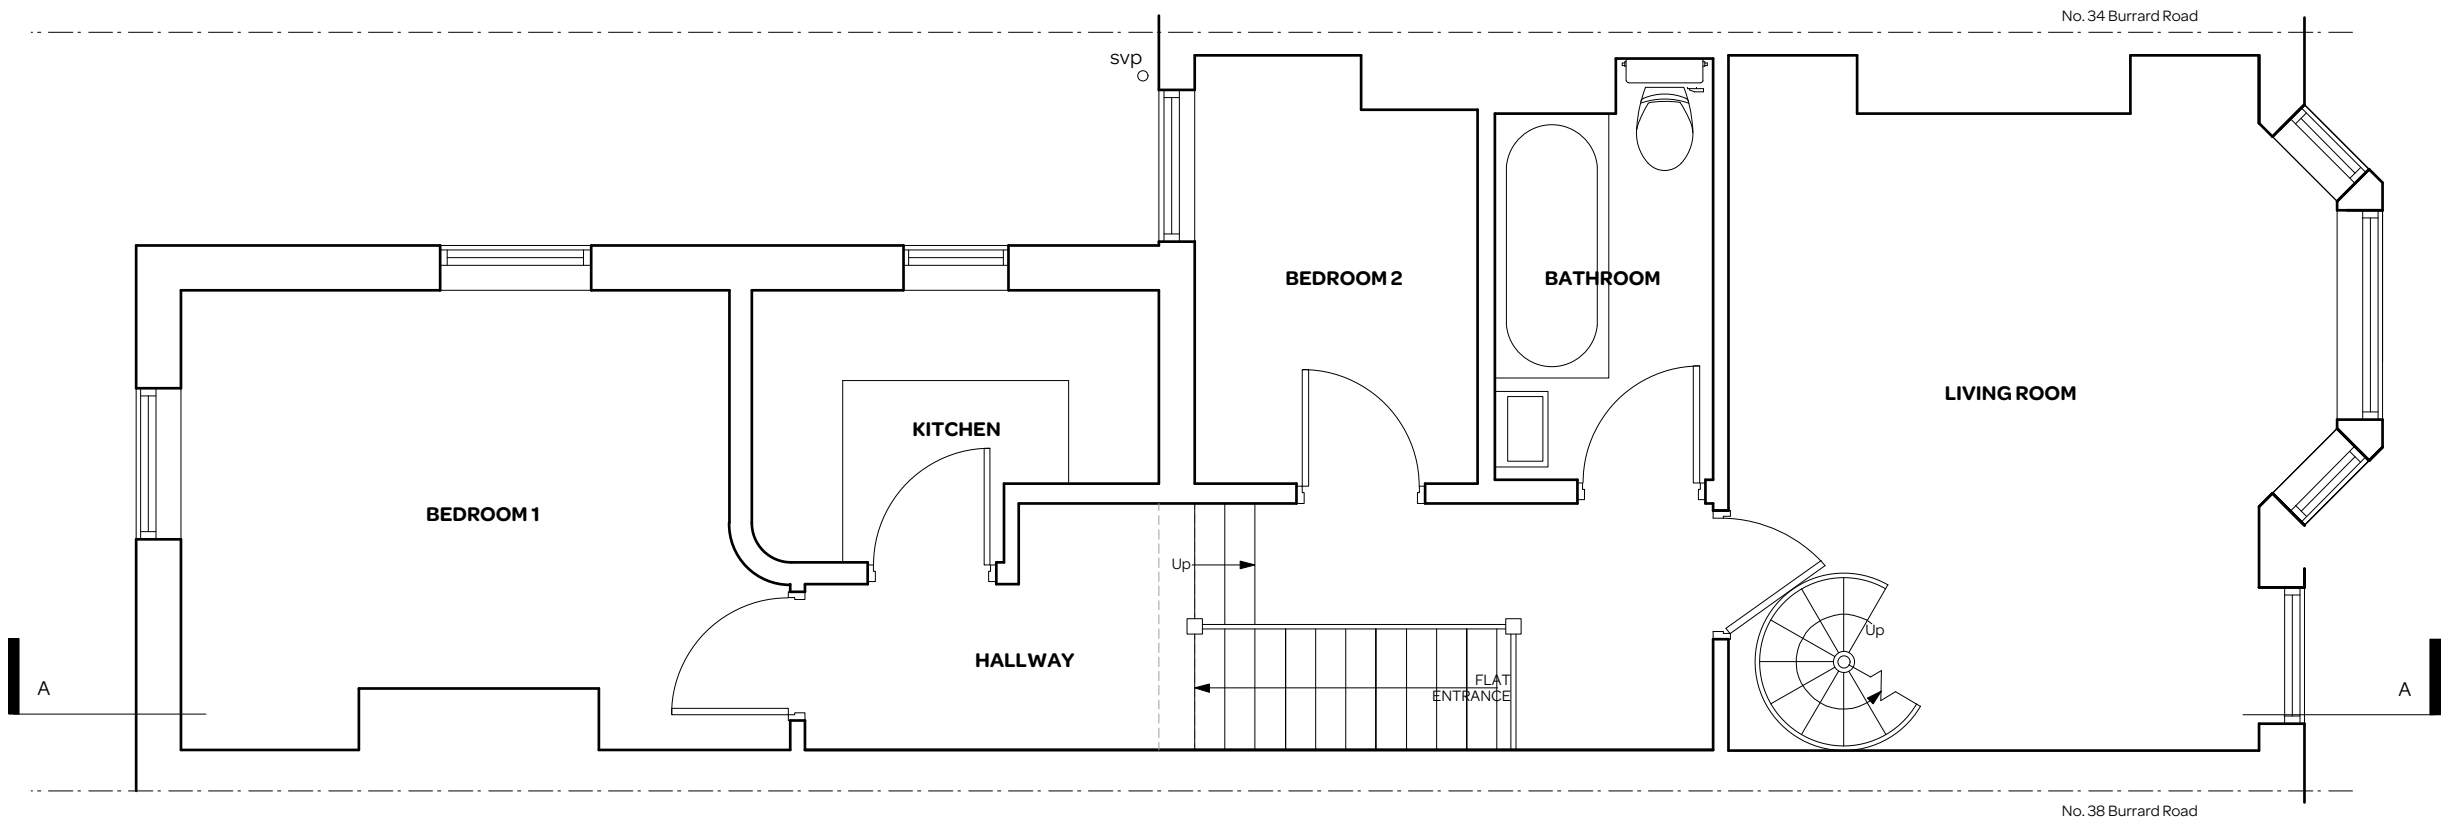 No. 34 Burrard Road
svp
BEDROOM 2
BATHROOM
LIVING ROOM
KITCHEN
BEDROOM 1
Up
Up
HALLWAY
FLAT
ENTRANCE
A
A
No. 38 Burrard Road